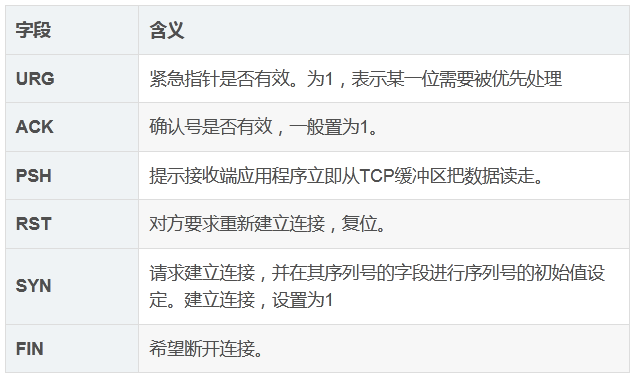 字段 含义
URG 紧急指针是否有效。为1，表示某一位需要被优先处理
ACK 确认号是否有效，一般置为1。
PSH 提示接收端应用程序立即从TCP缓冲区把数据读走。
RST 对方要求重新建立连接，复位。
SYN 请求建立连接，并在其序列号的字段进行序列号的初始值设
定。建立连接，设置为1
FIN 希望断开连接。